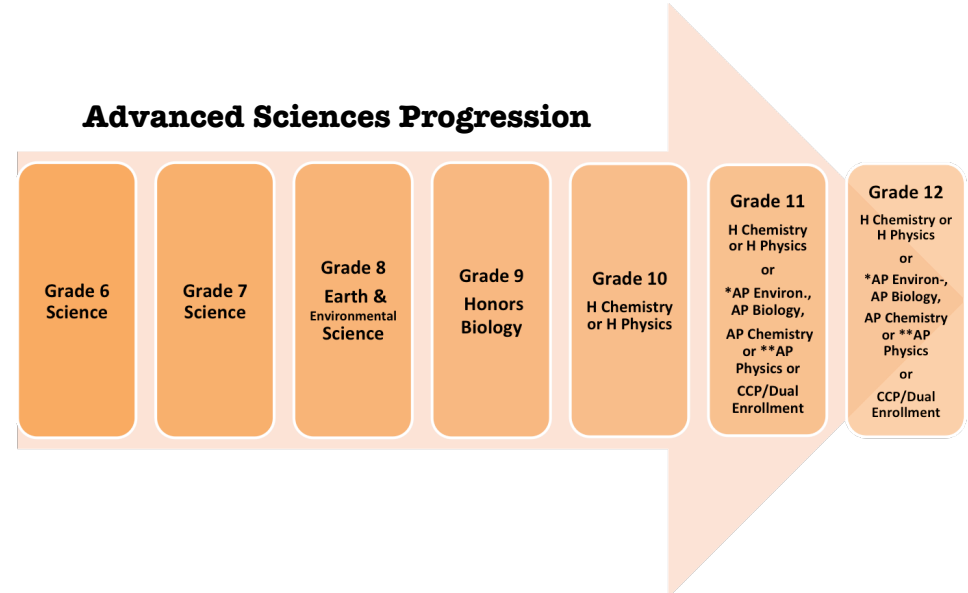 Advanced Sciences Progression
Grade 6
Science
Grade 7
Science
Grade 8
Earth &
Environmental
Science
Grade 9
Honors
Biology
Grade 10
H Chemistry
or H Physics
Grade 11
H Chemistry
or H Physics
or
*AP Environ.,
AP Biology,
AP Chemistry
or **AP
Physics or
CCP/Dual
Enrollment
Grade 12
H Chemistry or
H Physics
or
*AP Environ-,
AP Biology,
AP Chemistry
or **AP
Physics
or
CCP/Dual
Enrollment